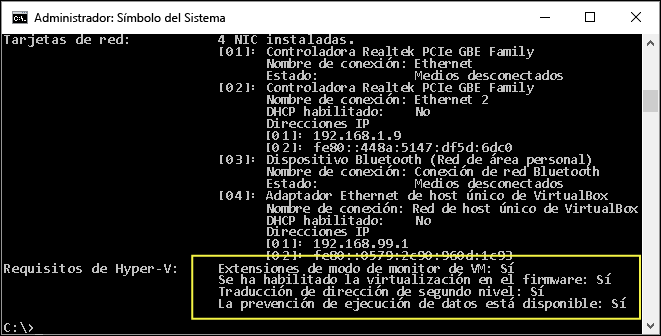 Administrador: Símbolo del Sistema
Tarjetas de red: 4 NIC instaladas.
[01]: Controladora Realtek PCIe GBE Family
Nombre de conexión: Ethernet
Estado: Medios desconectados
[02]: Controladora Realtek PCIe GBE Family
Nombre de conexión: Ethernet 2
DHCP habilitado: No
Direcciones IP
[01]: 192.168.1.9
[02]: fe80::448a:5147:df5d:6dc0
[03]: Dispositivo Bluetooth (Red de área personal)
Nombre de conexión: Conexión de red Bluetooth
Estado: Medios desconectados
[04]: Adaptador Ethernet de host único de VirtualBox
Nombre de conexión: Red de host único de VirtualBox
DHCP habilitado: No
Direcciones IP
[01]: 192.168.99.1
[02]: fe80::0579:2c90:960d:1c93
Requisitos de Hyper-V: Extensiones de modo de monitor de VM: Sí
Se ha habilitado la virtualización en el firmware: Sí
Traducción de dirección de segundo nivel: Sí
La prevención de ejecución de datos está disponible: Sí
C:\>